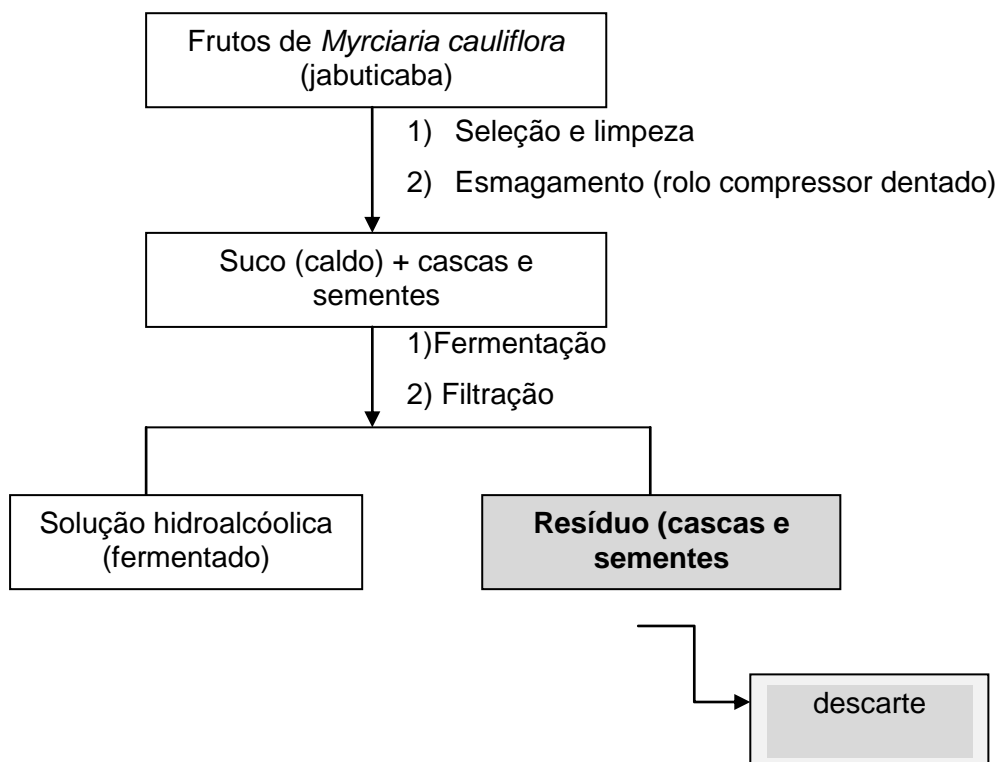 Frutos de Myrciaria cauliflora
(jabuticaba)
1) Seleção e limpeza
2) Esmagamento (rolo compressor dentado)
Suco (caldo) + cascas e
sementes
1)Fermentação
2) Filtração
Solução hidroalcóolica
(fermentado)
Resíduo (cascas e
sementes
descarte